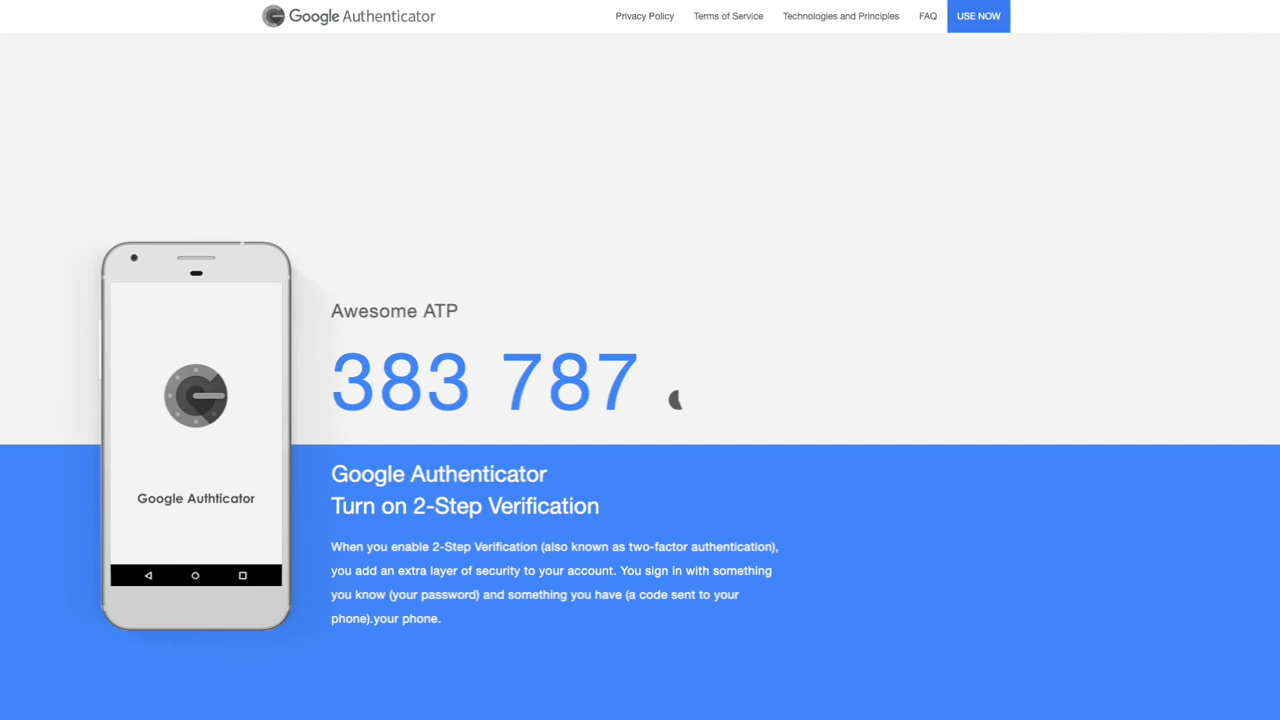 Google Authenticator
Privacy Policy
Terms of Service
Technologies and Principles
FAQ
USE NOW
Awesome ATP
383 787
Google Authticator
Google Authenticator
Turn on 2-Step Verification
When you enable 2-Step Verification (also known as two-factor authentication),
you add an extra layer of security to your account. You sign in with something
you know (your password) and something you have (a code sent to your
phone).your phone.